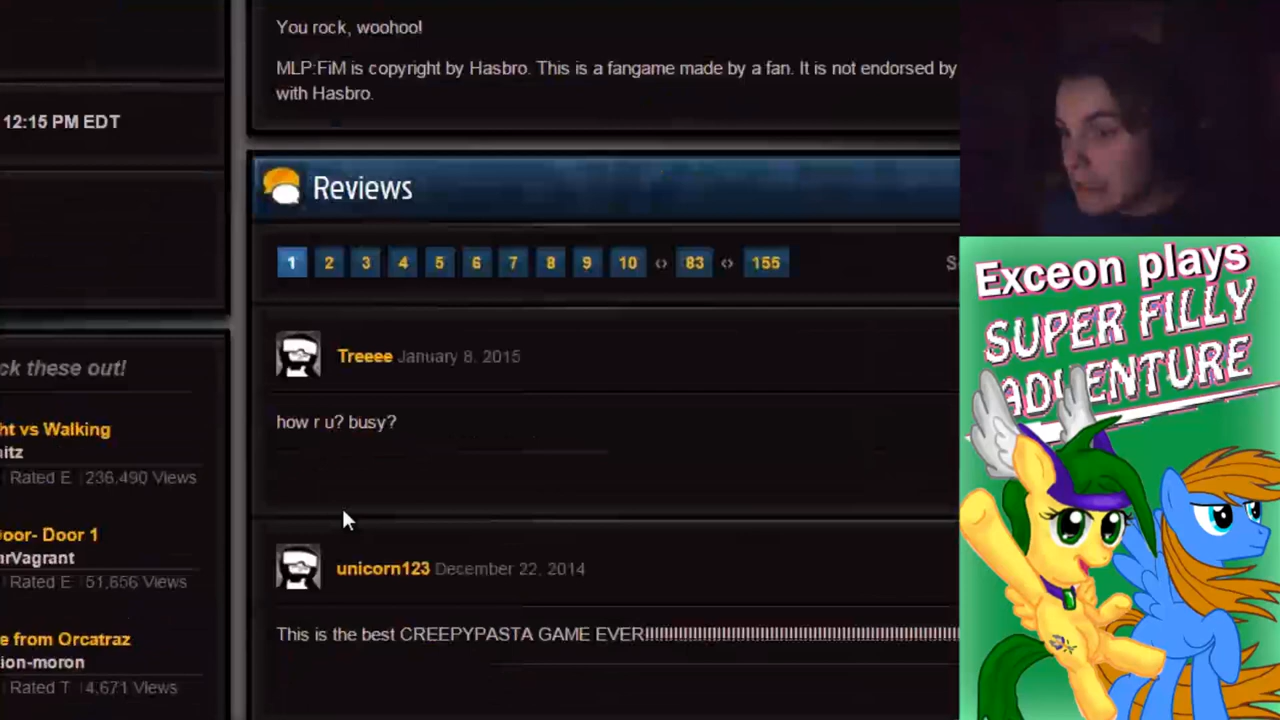 You rock, woohoo!
MLP:FiM is copyright by Hasbro. This is a fangame made by a fan. It is not endorsed by
with Hasbro.
12:15 PM EDT
Reviews
1 2 3 4 5 6 7 8 9 10 ‹› 83 ‹› 155
S
Treeee January 8, 2015
how r u? busy?
unicorn123 December 22, 2014
This is the best CREEPYPASTA GAME EVER!!!!!!!!!!!!!!!!!!!!!!!!!!!!!!!!!!!!!!!!!!!!!!!!!!!!!!!!!!!!!!!!!!!!!!
ck these out!
ht vs Walking
nitz
Rated E 236,490 Views
Door- Door 1
arVagrant
Rated E 51,656 Views
e from Orcatraz
ion-moron
Rated T 4,671 Views
Exceon plays
SUPER FILLY
ADVENTURE